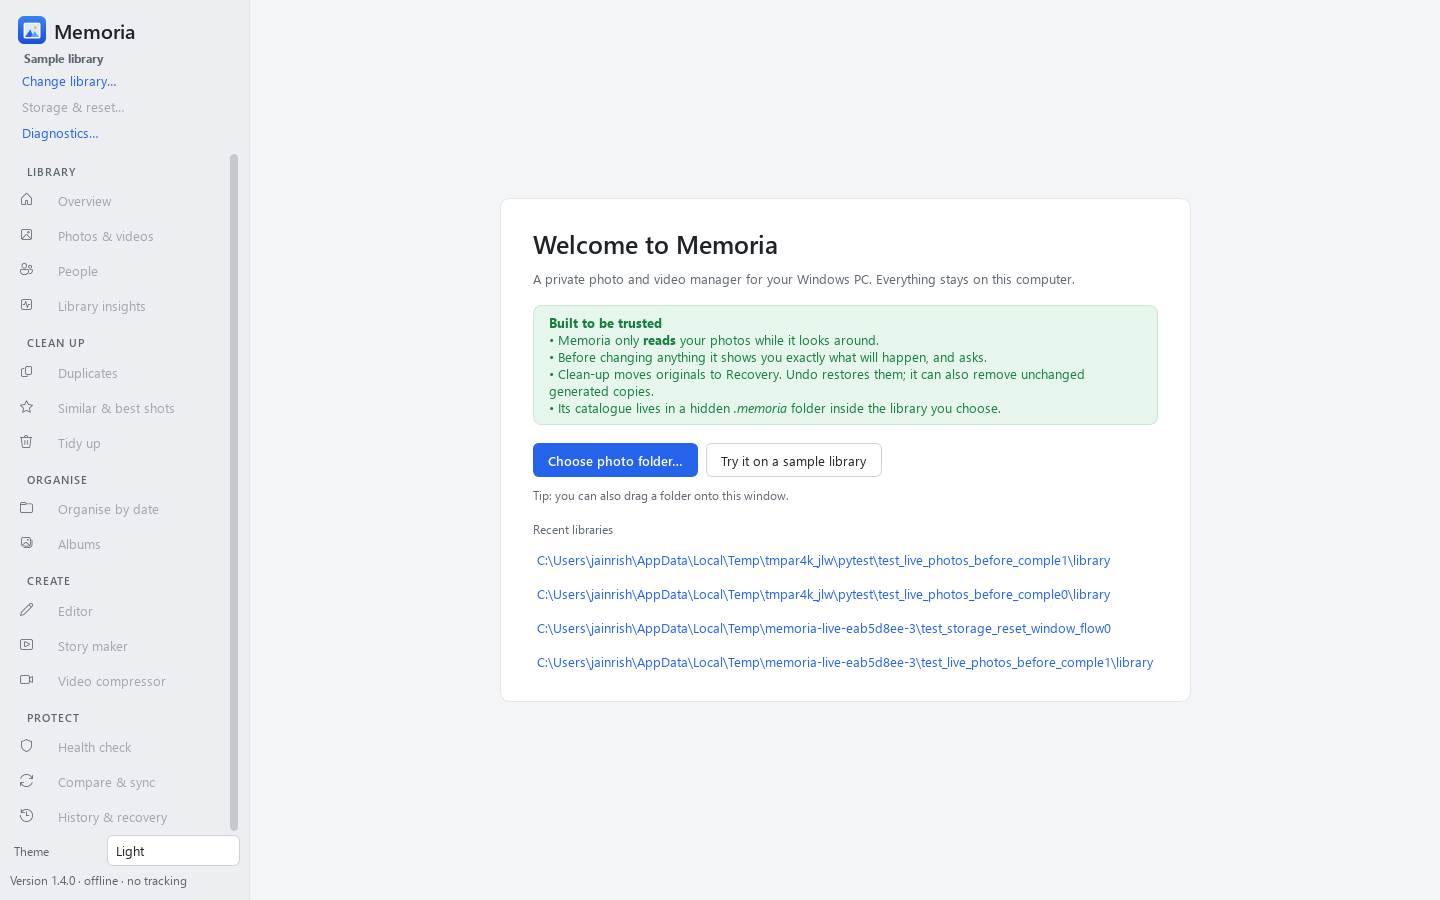 Memoria
Sample library
Change library...
Storage & reset...
Diagnostics...
LIBRARY
Overview
Photos & videos
People
Library insights
CLEAN UP
Duplicates
Similar & best shots
Tidy up
ORGANISE
Organise by date
Albums
CREATE
Editor
Story maker
Video compressor
PROTECT
Health check
Compare & sync
History & recovery
Theme
Light
Version 1.4.0 · offline · no tracking
Welcome to Memoria
A private photo and video manager for your Windows PC. Everything stays on this computer.
Built to be trusted
• Memoria only reads your photos while it looks around.
• Before changing anything it shows you exactly what will happen, and asks.
• Clean-up moves originals to Recovery. Undo restores them; it can also remove unchanged
generated copies.
• Its catalogue lives in a hidden .memoria folder inside the library you choose.
Choose photo folder...
Try it on a sample library
Tip: you can also drag a folder onto this window.
Recent libraries
C:\Users\jainrish\AppData\Local\Temp\tmpar4k_jlw\pytest\test_live_photos_before_comple1\library
C:\Users\jainrish\AppData\Local\Temp\tmpar4k_jlw\pytest\test_live_photos_before_comple0\library
C:\Users\jainrish\AppData\Local\Temp\memoria-live-eab5d8ee-3\test_storage_reset_window_flow0
C:\Users\jainrish\AppData\Local\Temp\memoria-live-eab5d8ee-3\test_live_photos_before_comple1\library